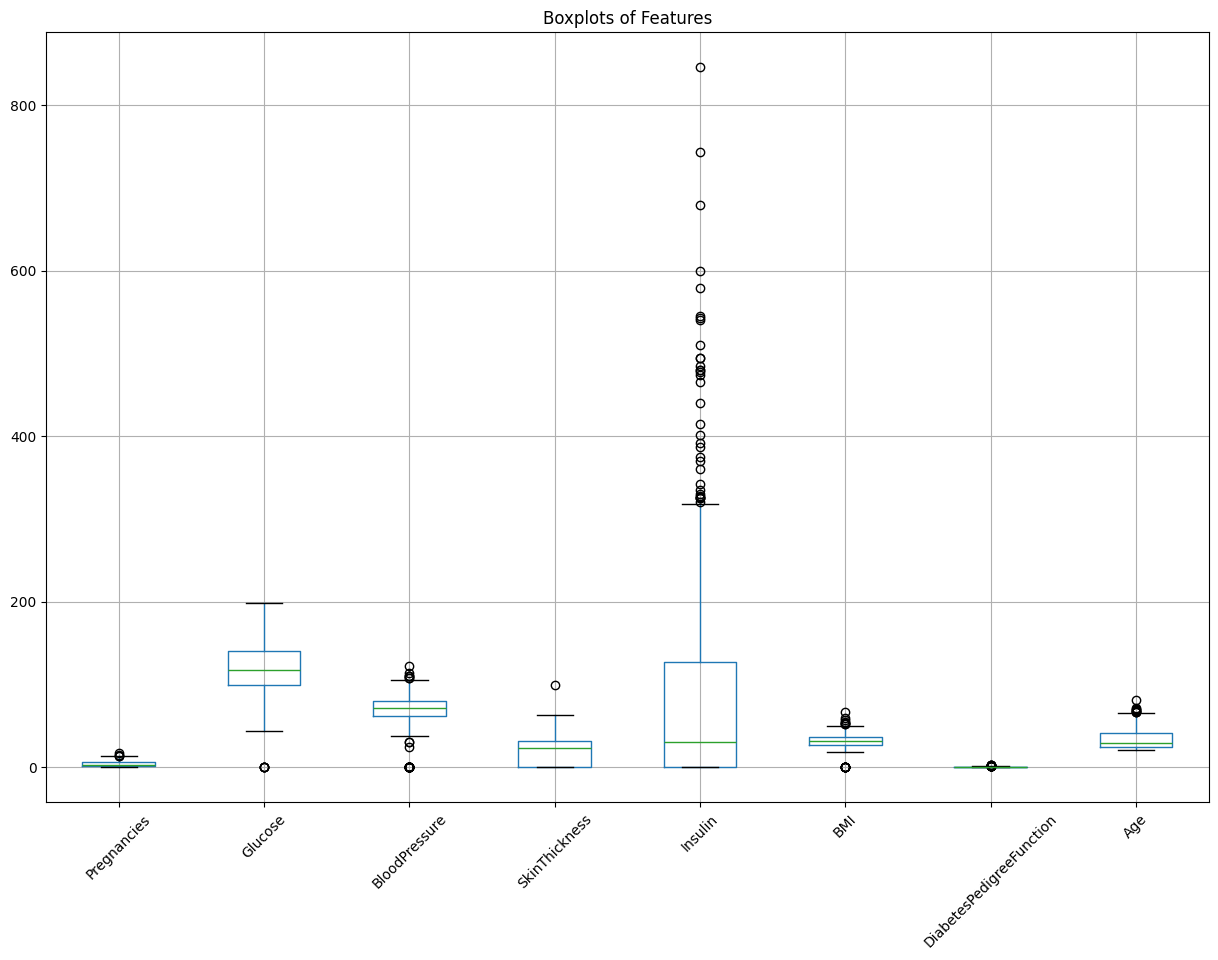 Boxplots of Features
800
600
400
200
0
Pregnancies
Glucose
BloodPressure
SkinThickness
Insulin
BMI
DiabetesPedigreeFunction
Age